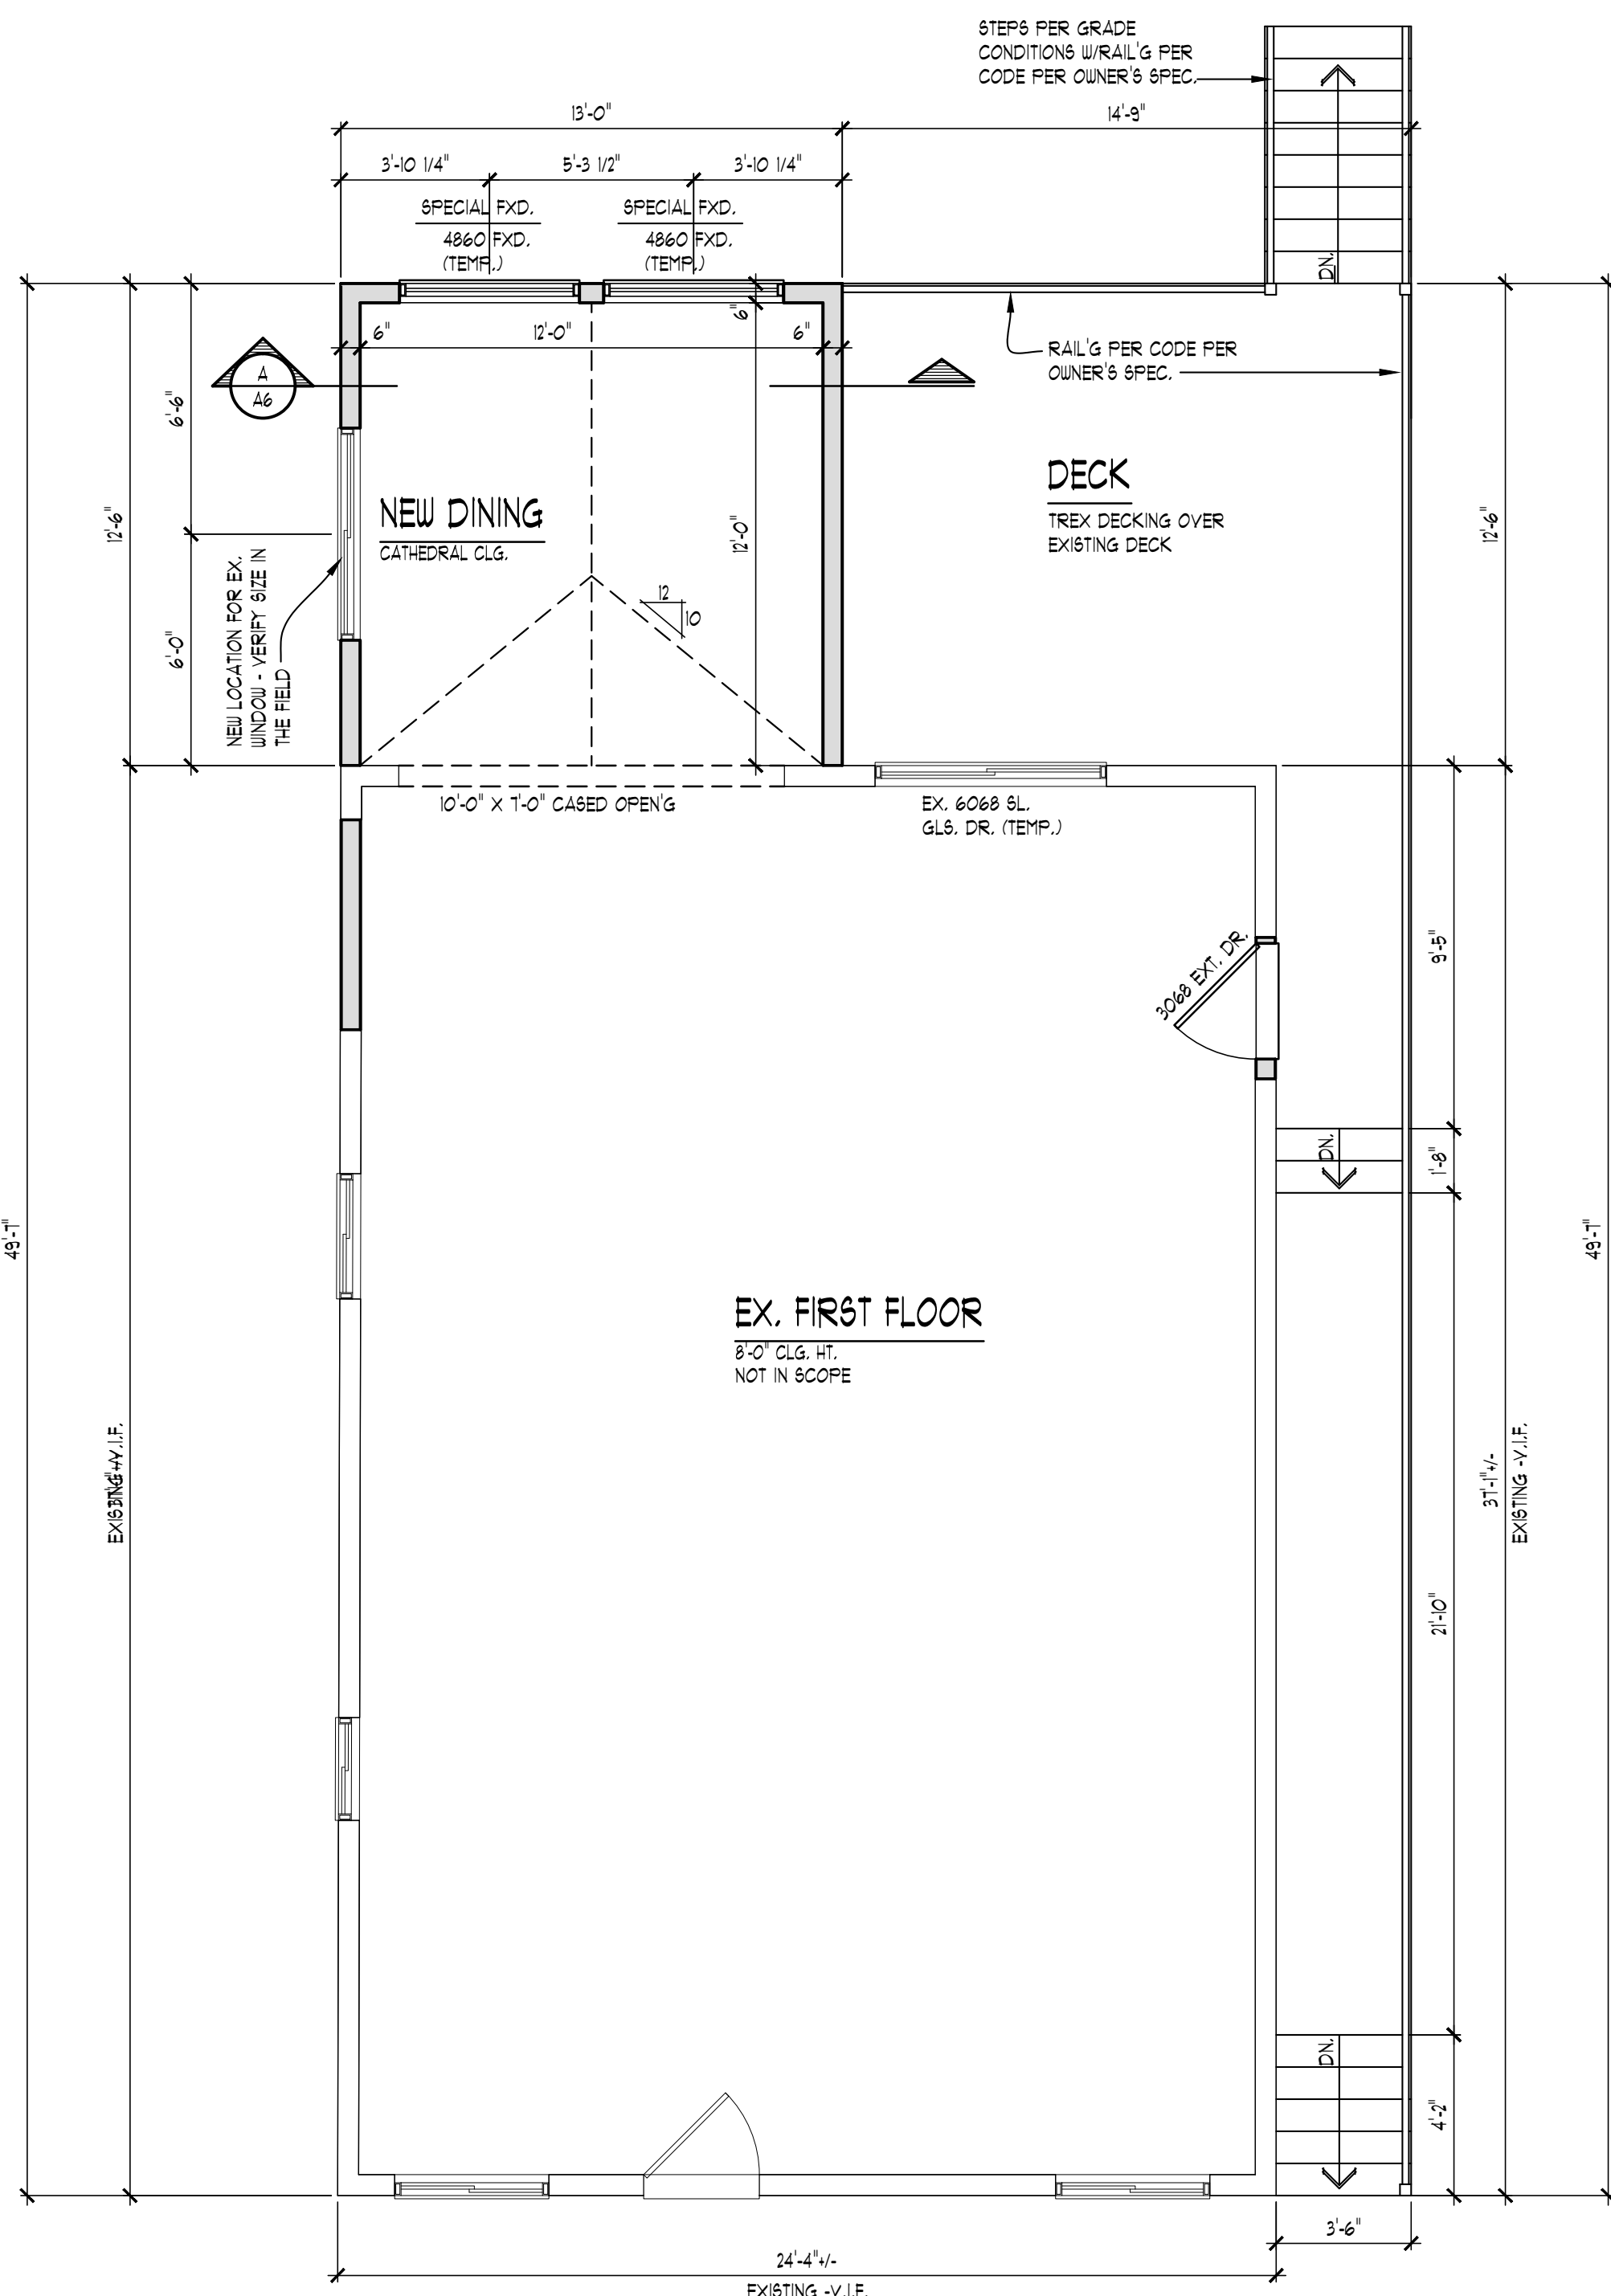 STEPS PER GRADE
CONDITIONS W/RAIL'G PER
CODE PER OWNER'S SPEC.
13'-0"
14'-9"
3'-10 1/4"
5'-3 1/2"
3'-10 1/4"
SPECIAL FXD.
4860 FXD.
(TEMP.)
SPECIAL FXD.
4860 FXD.
(TEMP.)
DN.
6"
12'-0"
6"
6"
RAIL'G PER CODE PER
OWNER'S SPEC.
A
A6
6'-6"
12'-6"
6'-0"
NEW LOCATION FOR EX.
WINDOW - VERIFY SIZE IN
THE FIELD
NEW DINING
CATHEDRAL CLG.
12'-0"
12
10
DECK
TREX DECKING OVER
EXISTING DECK
12'-6"
10'-0" X 7'-0" CASED OPEN'G
EX. 6068 SL.
GLS. DR. (TEMP.)
3068 EXT. DR.
9'-5"
DN.
1'-8"
49'-7"
49'-7"
EX. FIRST FLOOR
8'-0" CLG. HT.
NOT IN SCOPE
EXISTING -V.I.F.
37'-1"+/-
EXISTING -V.I.F.
21'-10"
DN.
4'-2"
3'-6"
24'-4"+/-
EXISTING -V.I.F.